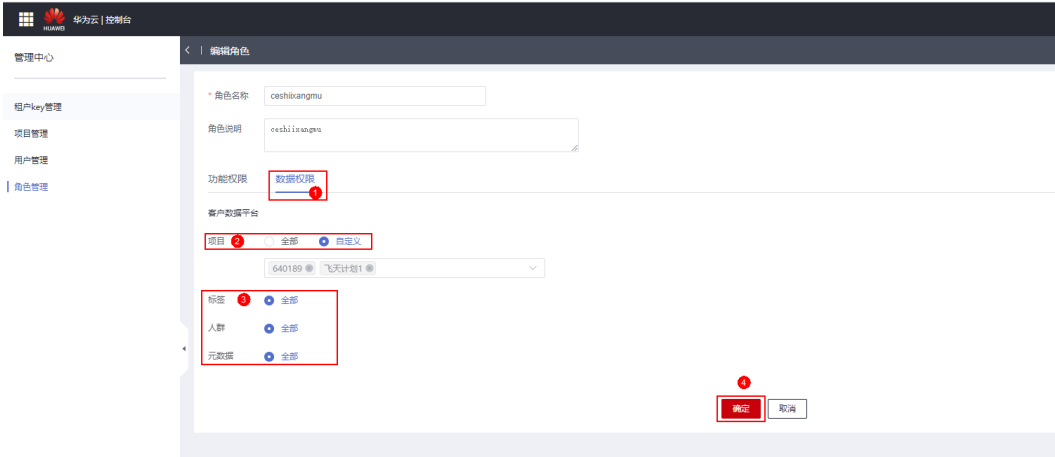 HUAWEI
华为云 | 控制台
管理中心
租户key管理
项目管理
用户管理
角色管理
编辑角色
* 角色名称 ceshiixangmu
角色说明 ceshiixangmu
功能权限 数据权限
1
客户数据平台
项目 2 全部 自定义
640189 飞天计划1
标签 3 全部
人群 全部
元数据 全部
4
确定 取消